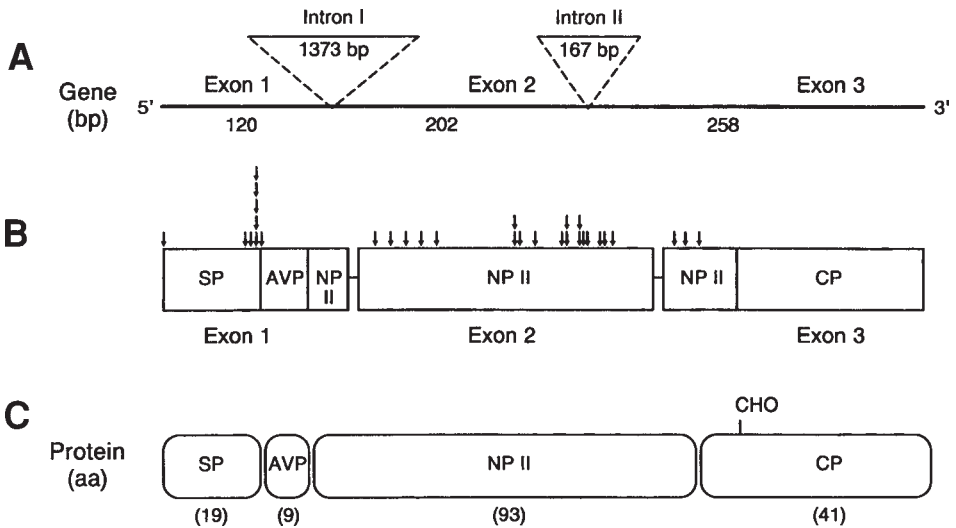 Intron I
Intron II
A
1373 bp
167 bp
Exon 1
Exon 2
Exon 3
Gene
(bp)
5'
3'
120
202
258
B
SP
AVP
NP
II
NP II
NP II
CP
Exon 1
Exon 2
Exon 3
C
CHO
Protein
(aa)
SP
AVP
NP II
CP
(19)
(9)
(93)
(41)